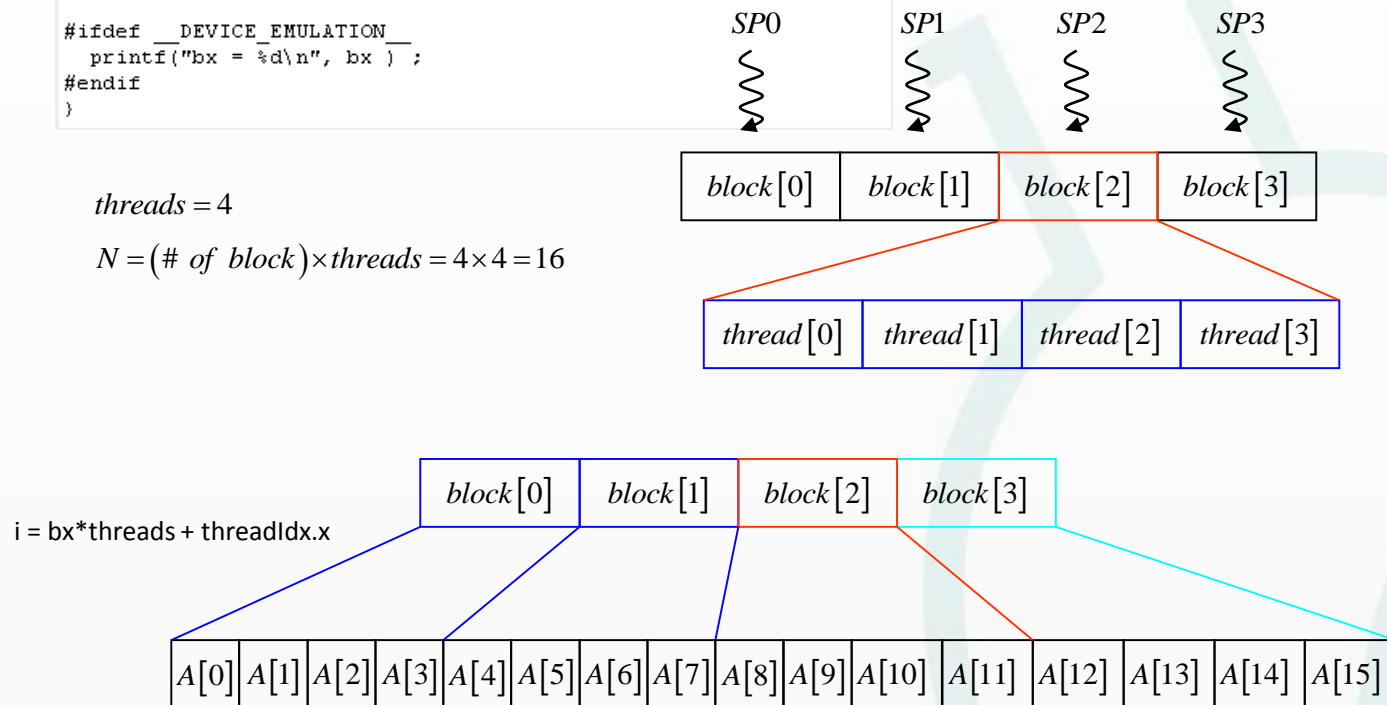 #ifdef __DEVICE_EMULATION__
printf("bx = %d\n", bx ) ;
#endif
}
SP0 SP1 SP2 SP3
block[0] block[1] block[2] block[3]
threads = 4
N = (# of block)×threads = 4×4 = 16
thread[0] thread[1] thread[2] thread[3]
block[0] block[1] block[2] block[3]
i = bx*threads + threadIdx.x
A[0] A[1] A[2] A[3] A[4] A[5] A[6] A[7] A[8] A[9] A[10] A[11] A[12] A[13] A[14] A[15]